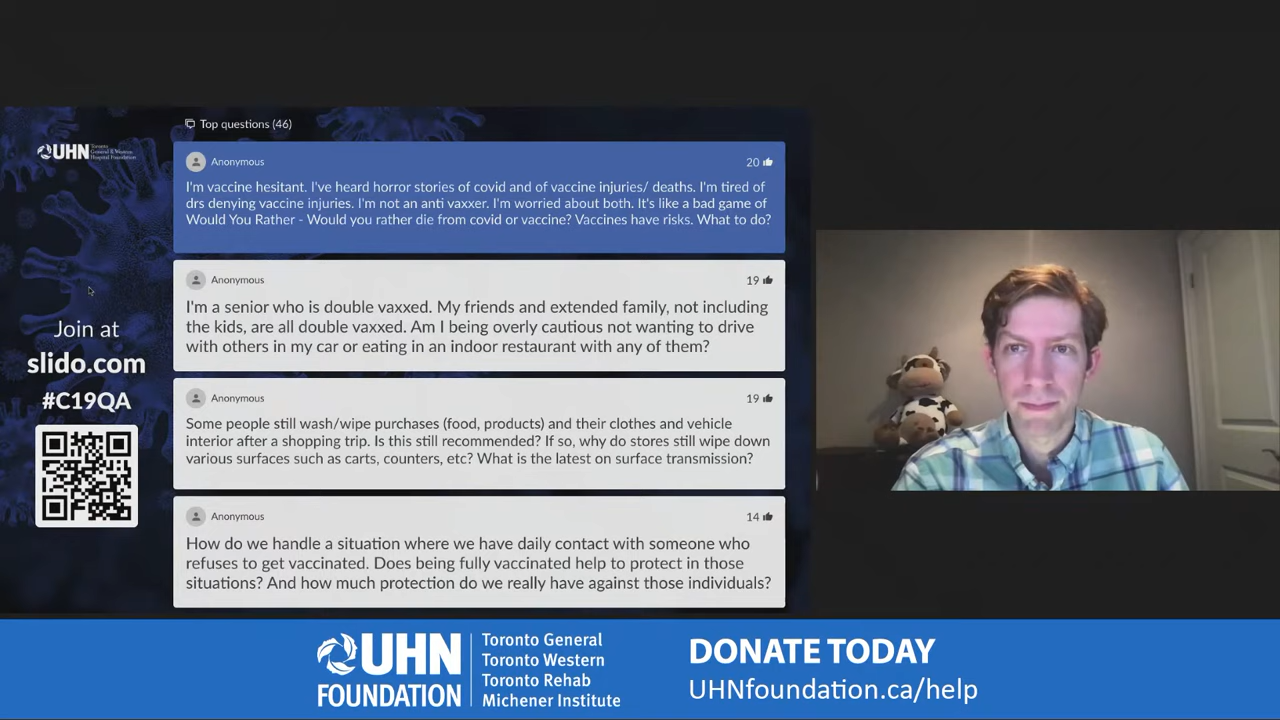 Top questions (46)
UHN Toronto
General & Western
Hospital Foundation
Anonymous 20
I'm vaccine hesitant. I've heard horror stories of covid and of vaccine injuries/ deaths. I'm tired of
drs denying vaccine injuries. I'm not an anti vaxxer. I'm worried about both. It's like a bad game of
Would You Rather - Would you rather die from covid or vaccine? Vaccines have risks. What to do?
Anonymous 19
I'm a senior who is double vaxxed. My friends and extended family, not including
the kids, are all double vaxxed. Am I being overly cautious not wanting to drive
with others in my car or eating in an indoor restaurant with any of them?
Join at
slido.com
#C19QA
Anonymous 19
Some people still wash/wipe purchases (food, products) and their clothes and vehicle
interior after a shopping trip. Is this still recommended? If so, why do stores still wipe down
various surfaces such as carts, counters, etc? What is the latest on surface transmission?
Anonymous 14
How do we handle a situation where we have daily contact with someone who
refuses to get vaccinated. Does being fully vaccinated help to protect in those
situations? And how much protection do we really have against those individuals?
UHN
FOUNDATION
Toronto General
Toronto Western
Toronto Rehab
Michener Institute
DONATE TODAY
UHNfoundation.ca/help